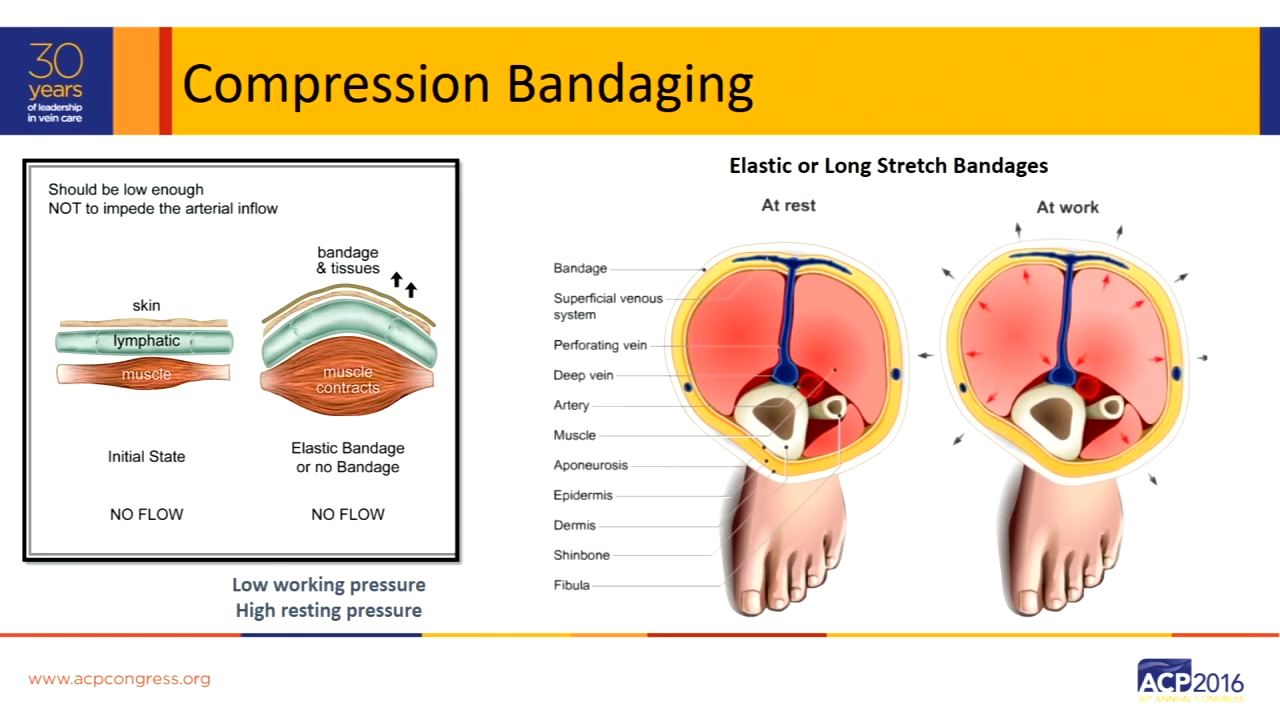 30
years
of leadership
in vein care
Compression Bandaging
Should be low enough
NOT to impede the arterial inflow
bandage
& tissues
skin
lymphatic
muscle
muscle
contracts
Initial State
Elastic Bandage
or no Bandage
NO FLOW
NO FLOW
Low working pressure
High resting pressure
Elastic or Long Stretch Bandages
At rest
At work
Bandage
Superficial venous
system
Perforating vein
Deep vein
Artery
Muscle
Aponeurosis
Epidermis
Dermis
Shinbone
Fibula
www.acpcongress.org
ACP2016
30TH ANNUAL CONGRESS